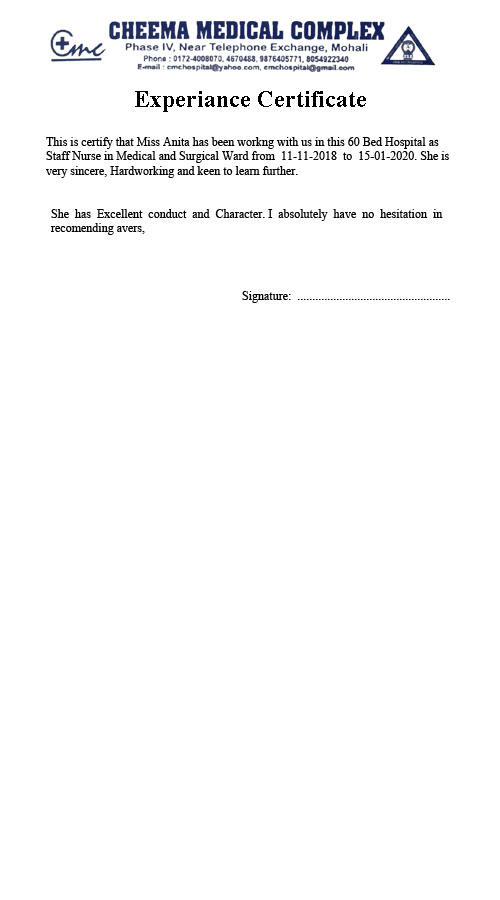 CHEEMA MEDICAL COMPLEX
Cmc
Phase IV, Near Telephone Exchange, Mohali
Phone : 0172-4008070, 4670488, 9876405771, 8054922340
E-mail : cmchospital@yahoo.com, cmchospital@gmail.com
Experiance Certificate
This is certify that Miss Anita has been workng with us in this 60 Bed Hospital as
Staff Nurse in Medical and Surgical Ward from 11-11-2018 to 15-01-2020. She is
very sincere, Hardworking and keen to learn further.
She has Excellent conduct and Character. I absolutely have no hesitation in
recomending avers,
Signature: ...................................................